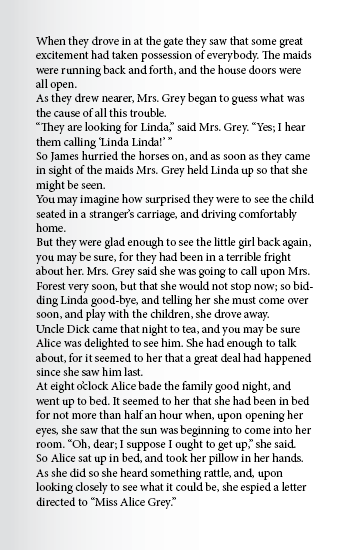 When they drove in at the gate they saw that some great
excitement had taken possession of everybody. The maids
were running back and forth, and the house doors were
all open.
As they drew nearer, Mrs. Grey began to guess what was
the cause of all this trouble.
“They are looking for Linda,” said Mrs. Grey. “Yes; I hear
them calling ‘Linda Linda!’ ”
So James hurried the horses on, and as soon as they came
in sight of the maids Mrs. Grey held Linda up so that she
might be seen.
You may imagine how surprised they were to see the child
seated in a stranger’s carriage, and driving comfortably
home.
But they were glad enough to see the little girl back again,
you may be sure, for they had been in a terrible fright
about her. Mrs. Grey said she was going to call upon Mrs.
Forest very soon, but that she would not stop now; so bid-
ding Linda good-bye, and telling her she must come over
soon, and play with the children, she drove away.
Uncle Dick came that night to tea, and you may be sure
Alice was delighted to see him. She had enough to talk
about, for it seemed to her that a great deal had happened
since she saw him last.
At eight o’clock Alice bade the family good night, and
went up to bed. It seemed to her that she had been in bed
for not more than half an hour when, upon opening her
eyes, she saw that the sun was beginning to come into her
room. “Oh, dear; I suppose I ought to get up,” she said.
So Alice sat up in bed, and took her pillow in her hands.
As she did so she heard something rattle, and, upon
looking closely to see what it could be, she espied a letter
directed to “Miss Alice Grey.”